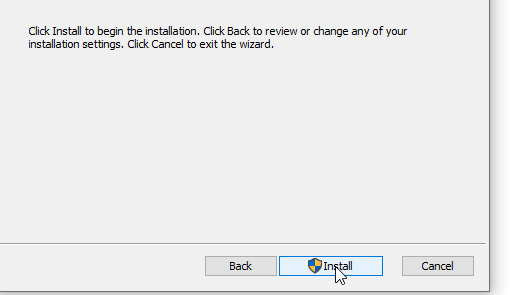 Click Install to begin the installation. Click Back to review or change any of your
installation settings. Click Cancel to exit the wizard.
Back
Install
Cancel